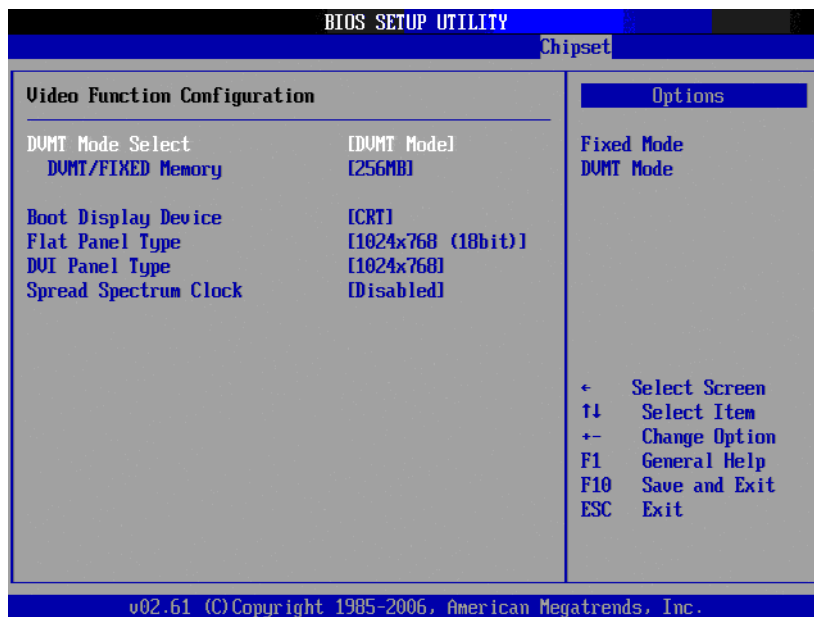 BIOS SETUP UTILITY
Chipset
Video Function Configuration
DVMT Mode Select [DVMT Mode]
DVMT/FIXED Memory [256MB]
Boot Display Device [CRT]
Flat Panel Type [1024x768 (18bit)]
DVI Panel Type [1024x768]
Spread Spectrum Clock [Disabled]
Options
Fixed Mode
DVMT Mode
← Select Screen
↑↓ Select Item
+- Change Option
F1 General Help
F10 Save and Exit
ESC Exit
v02.61 (C)Copyright 1985-2006, American Megatrends, Inc.